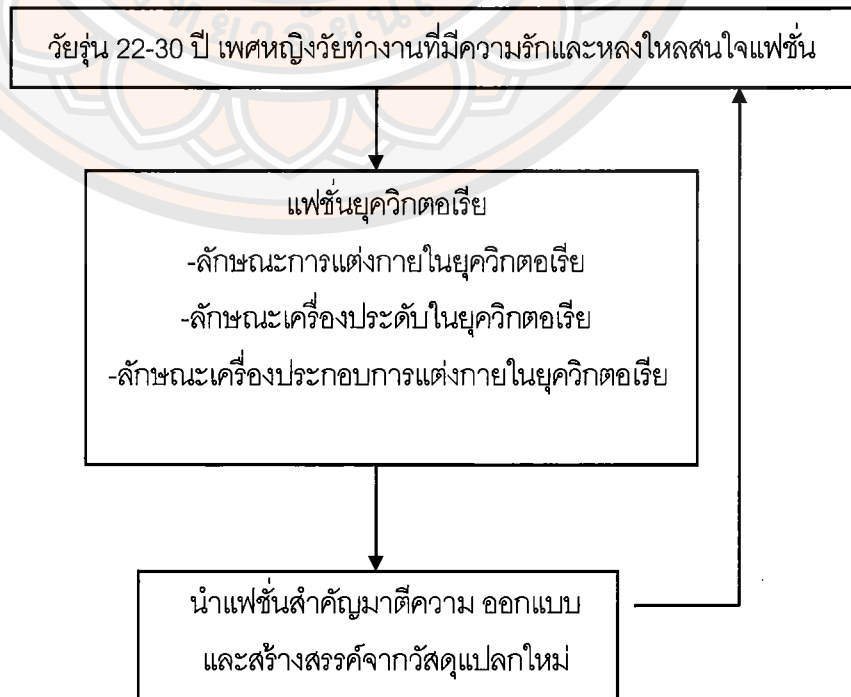 วัยรุ่น 22-30 ปี เพศหญิงวัยทำงานที่มีความรักและหลงใหลสนใจแฟชั่น
แฟชั่นยุควิกตอเรีย
-ลักษณะการแต่งกายในยุควิกตอเรีย
-ลักษณะเครื่องประดับในยุควิกตอเรีย
-ลักษณะเครื่องประกอบการแต่งกายในยุควิกตอเรีย
นำแฟชั่นสำคัญมาตีความ ออกแบบ
และสร้างสรรค์จากวัสดุแปลกใหม่